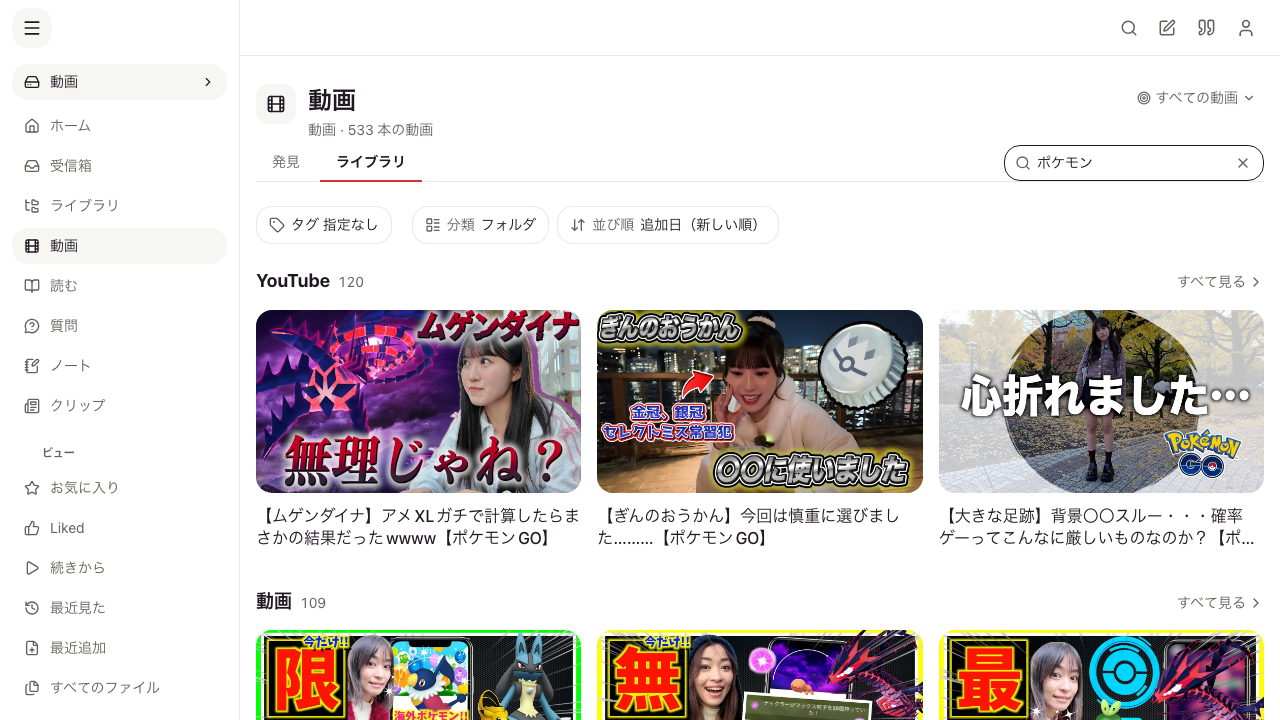 動画
ホーム
受信箱
ライブラリ
動画
読む
質問
ノート
クリップ
ビュー
お気に入り
Liked
続きから
最近見た
最近追加
すべてのファイル
動画
動画 · 533 本の動画
すべての動画
発見
ライブラリ
ポケモン
タグ 指定なし
分類 フォルダ
並び順 追加日（新しい順）
YouTube 120
すべて見る
ムゲンダイナ
無理じゃね？
ぎんのおうかん
金冠、銀冠
セレクトミス常習犯
〇〇に使いました
心折れました…
POKÉMON
GO
【ムゲンダイナ】アメXLガチで計算したらま
さかの結果だったwwww【ポケモンGO】
【ぎんのおうかん】今回は慎重に選びまし
た………【ポケモンGO】
【大きな足跡】背景〇〇スルー・・・確率
ゲーってこんなに厳しいものなのか？【ポ...
動画 109
すべて見る
今だけ!!
限
海外ポケモン!!
今だけ!!
無
最